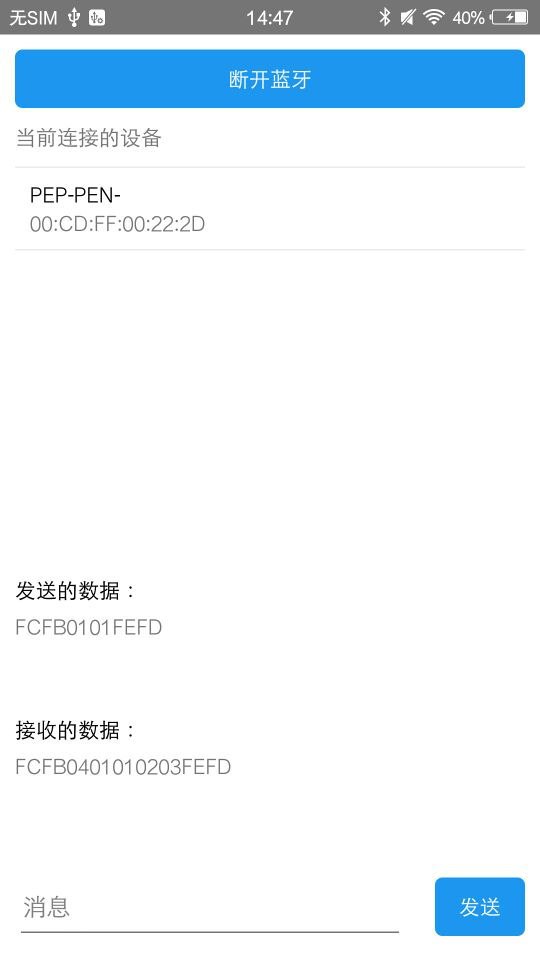 无SIM 14:47 40%
断开蓝牙
当前连接的设备
PEP-PEN-
00:CD:FF:00:22:2D
发送的数据：
FCFB0101FEFD
接收的数据：
FCFB0401010203FEFD
消息 发送